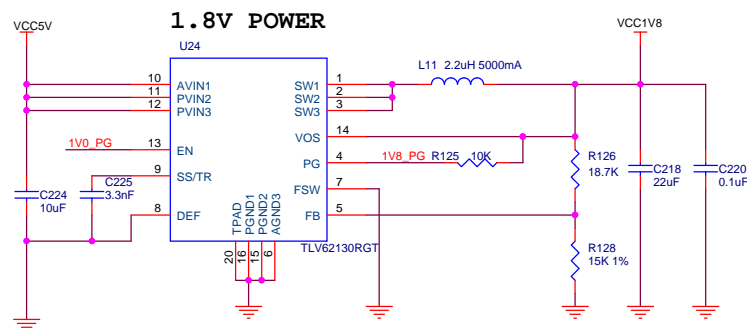 1.8V POWER
VCC5V
VCC1V8
U24
L11 2.2uH 5000mA
10 AVIN1 SW1 1
11 PVIN2 SW2 2
12 PVIN3 SW3 3
VOS 14
1V0_PG 13 EN
PG 4 1V8_PG R125 10K
R126
18.7K
C218
22uF
C220
0.1uF
C224
10uF
C225
3.3nF
9 SS/TR
FSW 7
8 DEF
FB 5
TPAD
PGND1
PGND2
AGND3
20
16
15
6
TLV62130RGT
R128
15K 1%